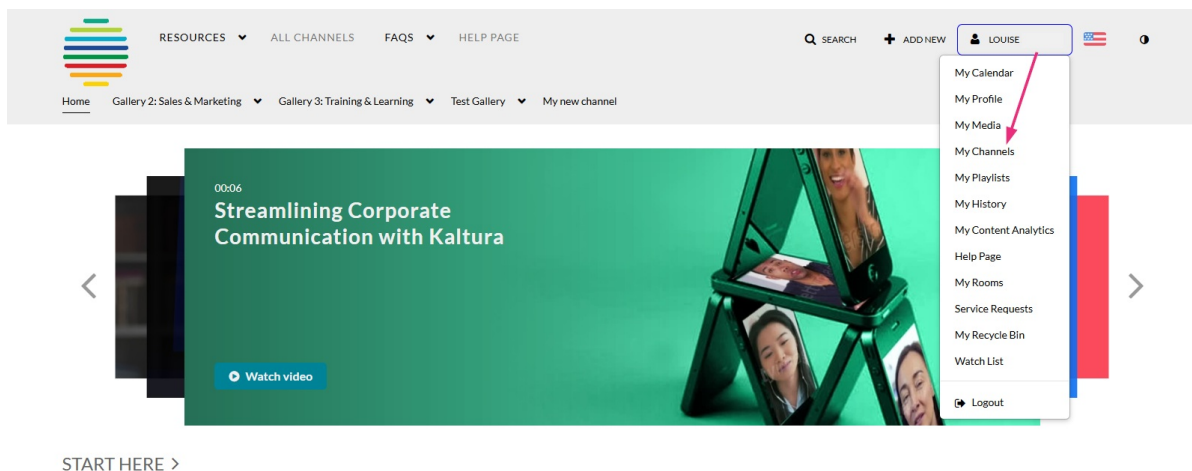 RESOURCES ALL CHANNELS FAQS HELP PAGE SEARCH ADD NEW LOUISE
Home Gallery 2: Sales & Marketing Gallery 3: Training & Learning Test Gallery My new channel
My Calendar
My Profile
My Media
My Channels
My Playlists
My History
My Content Analytics
Help Page
My Rooms
Service Requests
My Recycle Bin
Watch List
Logout
00:06
Streamlining Corporate
Communication with Kaltura
Watch video
START HERE >